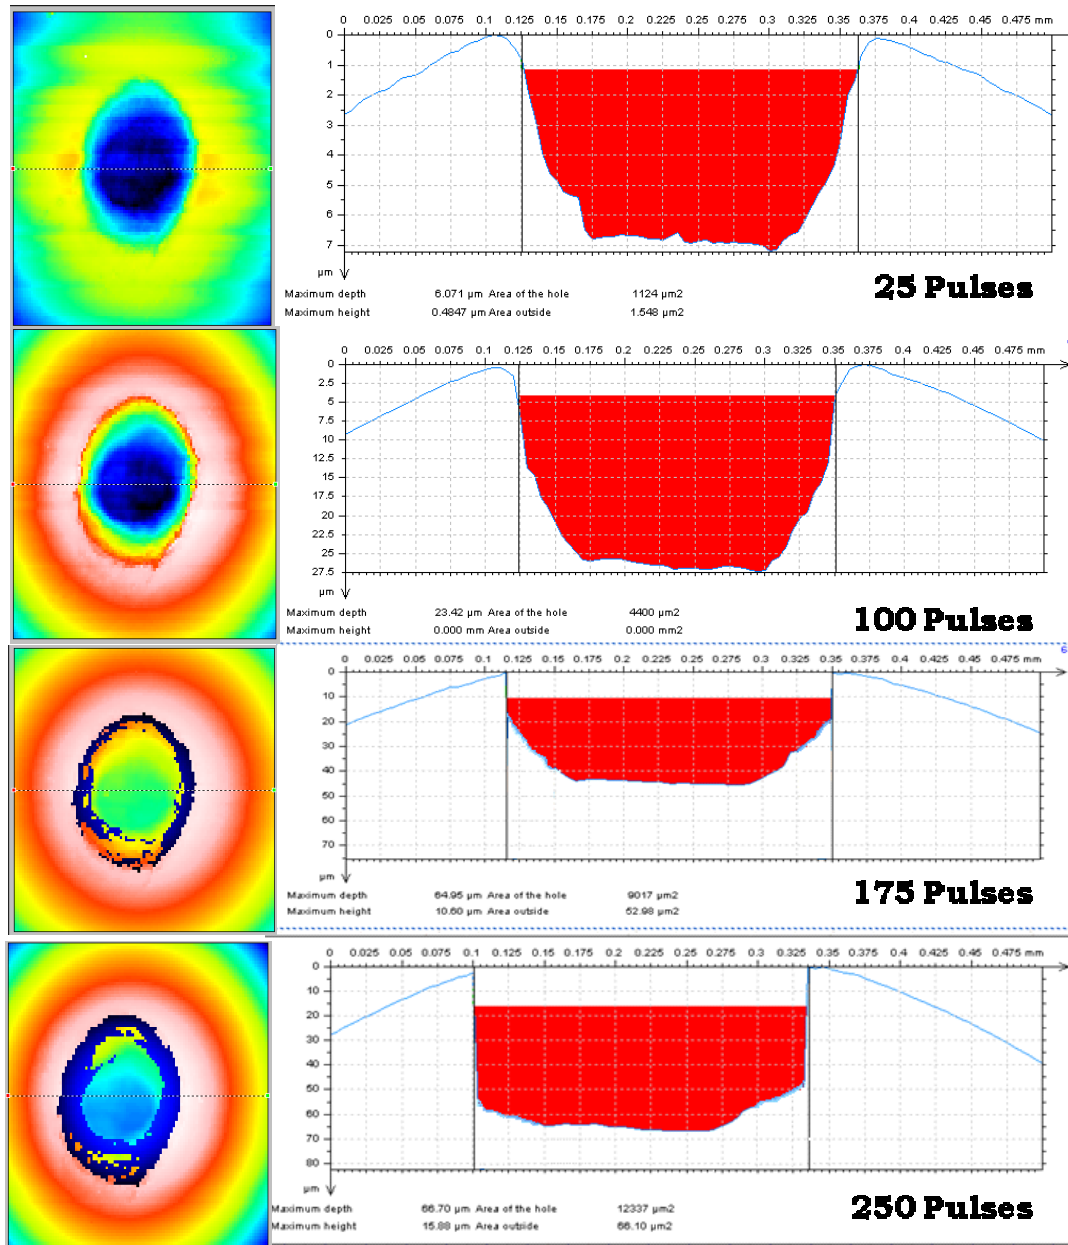 0 0.025 0.05 0.075 0.1 0.125 0.15 0.175 0.2 0.225 0.25 0.275 0.3 0.325 0.35 0.375 0.4 0.425 0.45 0.475 mm
0
1
2
3
4
5
6
7
µm
25 Pulses
Maximum depth 6.071 µm Area of the hole 1124 µm2
Maximum height 0.4847 µm Area outside 1.548 µm2
0 0.025 0.05 0.075 0.1 0.125 0.15 0.175 0.2 0.225 0.25 0.275 0.3 0.325 0.35 0.375 0.4 0.425 0.45 0.475 mm
0
2.5
5
7.5
10
12.5
15
17.5
20
22.5
25
27.5
µm
100 Pulses
Maximum depth 23.42 µm Area of the hole 4400 µm2
Maximum height 0.000 mm Area outside 0.000 mm2
6
0 0.025 0.05 0.075 0.1 0.125 0.15 0.175 0.2 0.225 0.25 0.275 0.3 0.325 0.35 0.375 0.4 0.425 0.45 0.475 mm
0
10
20
30
40
50
60
70
µm
175 Pulses
Maximum depth 64.95 µm Area of the hole 9017 µm2
Maximum height 10.60 µm Area outside 52.98 µm2
0 0.025 0.05 0.075 0.1 0.125 0.15 0.175 0.2 0.225 0.25 0.275 0.3 0.325 0.35 0.375 0.4 0.425 0.45 0.475 mm
0
10
20
30
40
50
60
70
80
µm
250 Pulses
Maximum depth 66.70 µm Area of the hole 12337 µm2
Maximum height 15.88 µm Area outside 66.10 µm2